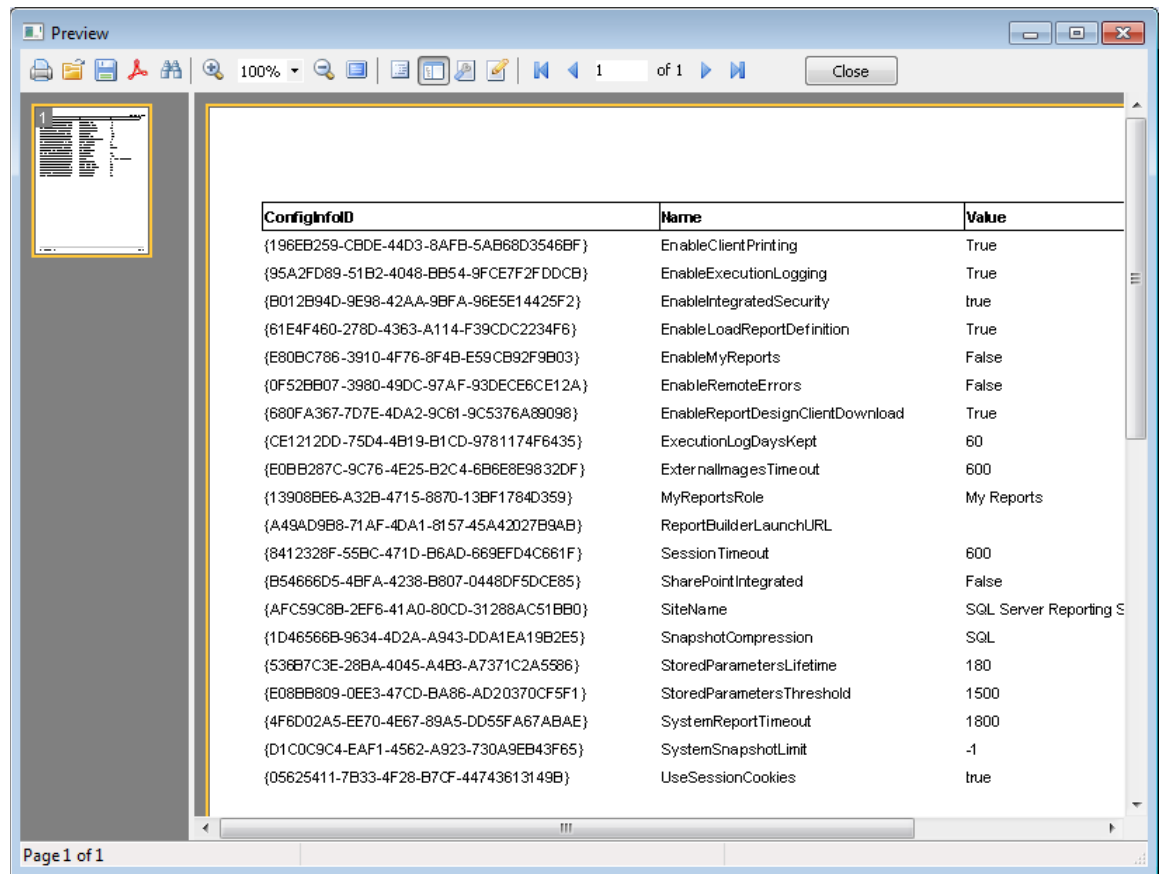 Preview
100%
1 of 1 Close
1
ConfigInfoID Name Value
{196EB259-CBDE-44D3-8AFB-5AB68D3546BF} EnableClientPrinting True
{95A2FD89-51B2-4048-BB54-9FCE7F2FDDCB} EnableExecutionLogging True
{B012B94D-9E98-42AA-9BFA-96E5E14425F2} EnableIntegratedSecurity true
{61E4F460-278D-4363-A114-F39CDC2234F6} EnableLoadReportDefinition True
{E80BC786-3910-4F76-8F4B-E59CB92F9B03} EnableMyReports False
{0F52BB07-3980-49DC-97AF-93DECE6CE12A} EnableRemoteErrors False
{680FA367-7D7E-4DA2-9C61-9C5376A89098} EnableReportDesignClientDownload True
{CE1212DD-75D4-4B19-B1CD-9781174F6435} ExecutionLogDaysKept 60
{E0BB287C-9C76-4E25-B2C4-6B6E8E9832DF} ExternalImagesTimeout 600
{13908BE6-A32B-4715-8870-13BF1784D359} MyReportsRole My Reports
{A49AD9B8-71AF-4DA1-8157-45A42027B9AB} ReportBuilderLaunchURL
{8412328F-55BC-471D-B6AD-669EFD4C661F} SessionTimeout 600
{B54666D5-4BFA-4238-B807-0448DF5DCE85} SharePointIntegrated False
{AFC59C8B-2EF6-41A0-80CD-31288AC51BB0} SiteName SQL Server Reporting S
{1D46566B-9634-4D2A-A943-DDA1EA19B2E5} SnapshotCompression SQL
{536B7C3E-28BA-4045-A4B3-A7371C2A5586} StoredParametersLifetime 180
{E08BB809-0EE3-47CD-BA86-AD20370CF5F1} StoredParametersThreshold 1500
{4F6D02A5-EE70-4E67-89A5-DD55FA67ABAE} SystemReportTimeout 1800
{D1C0C9C4-EAF1-4562-A923-730A9EB43F65} SystemSnapshotLimit -1
{05625411-7B33-4F28-B7CF-44743613149B} UseSessionCookies true
Page 1 of 1